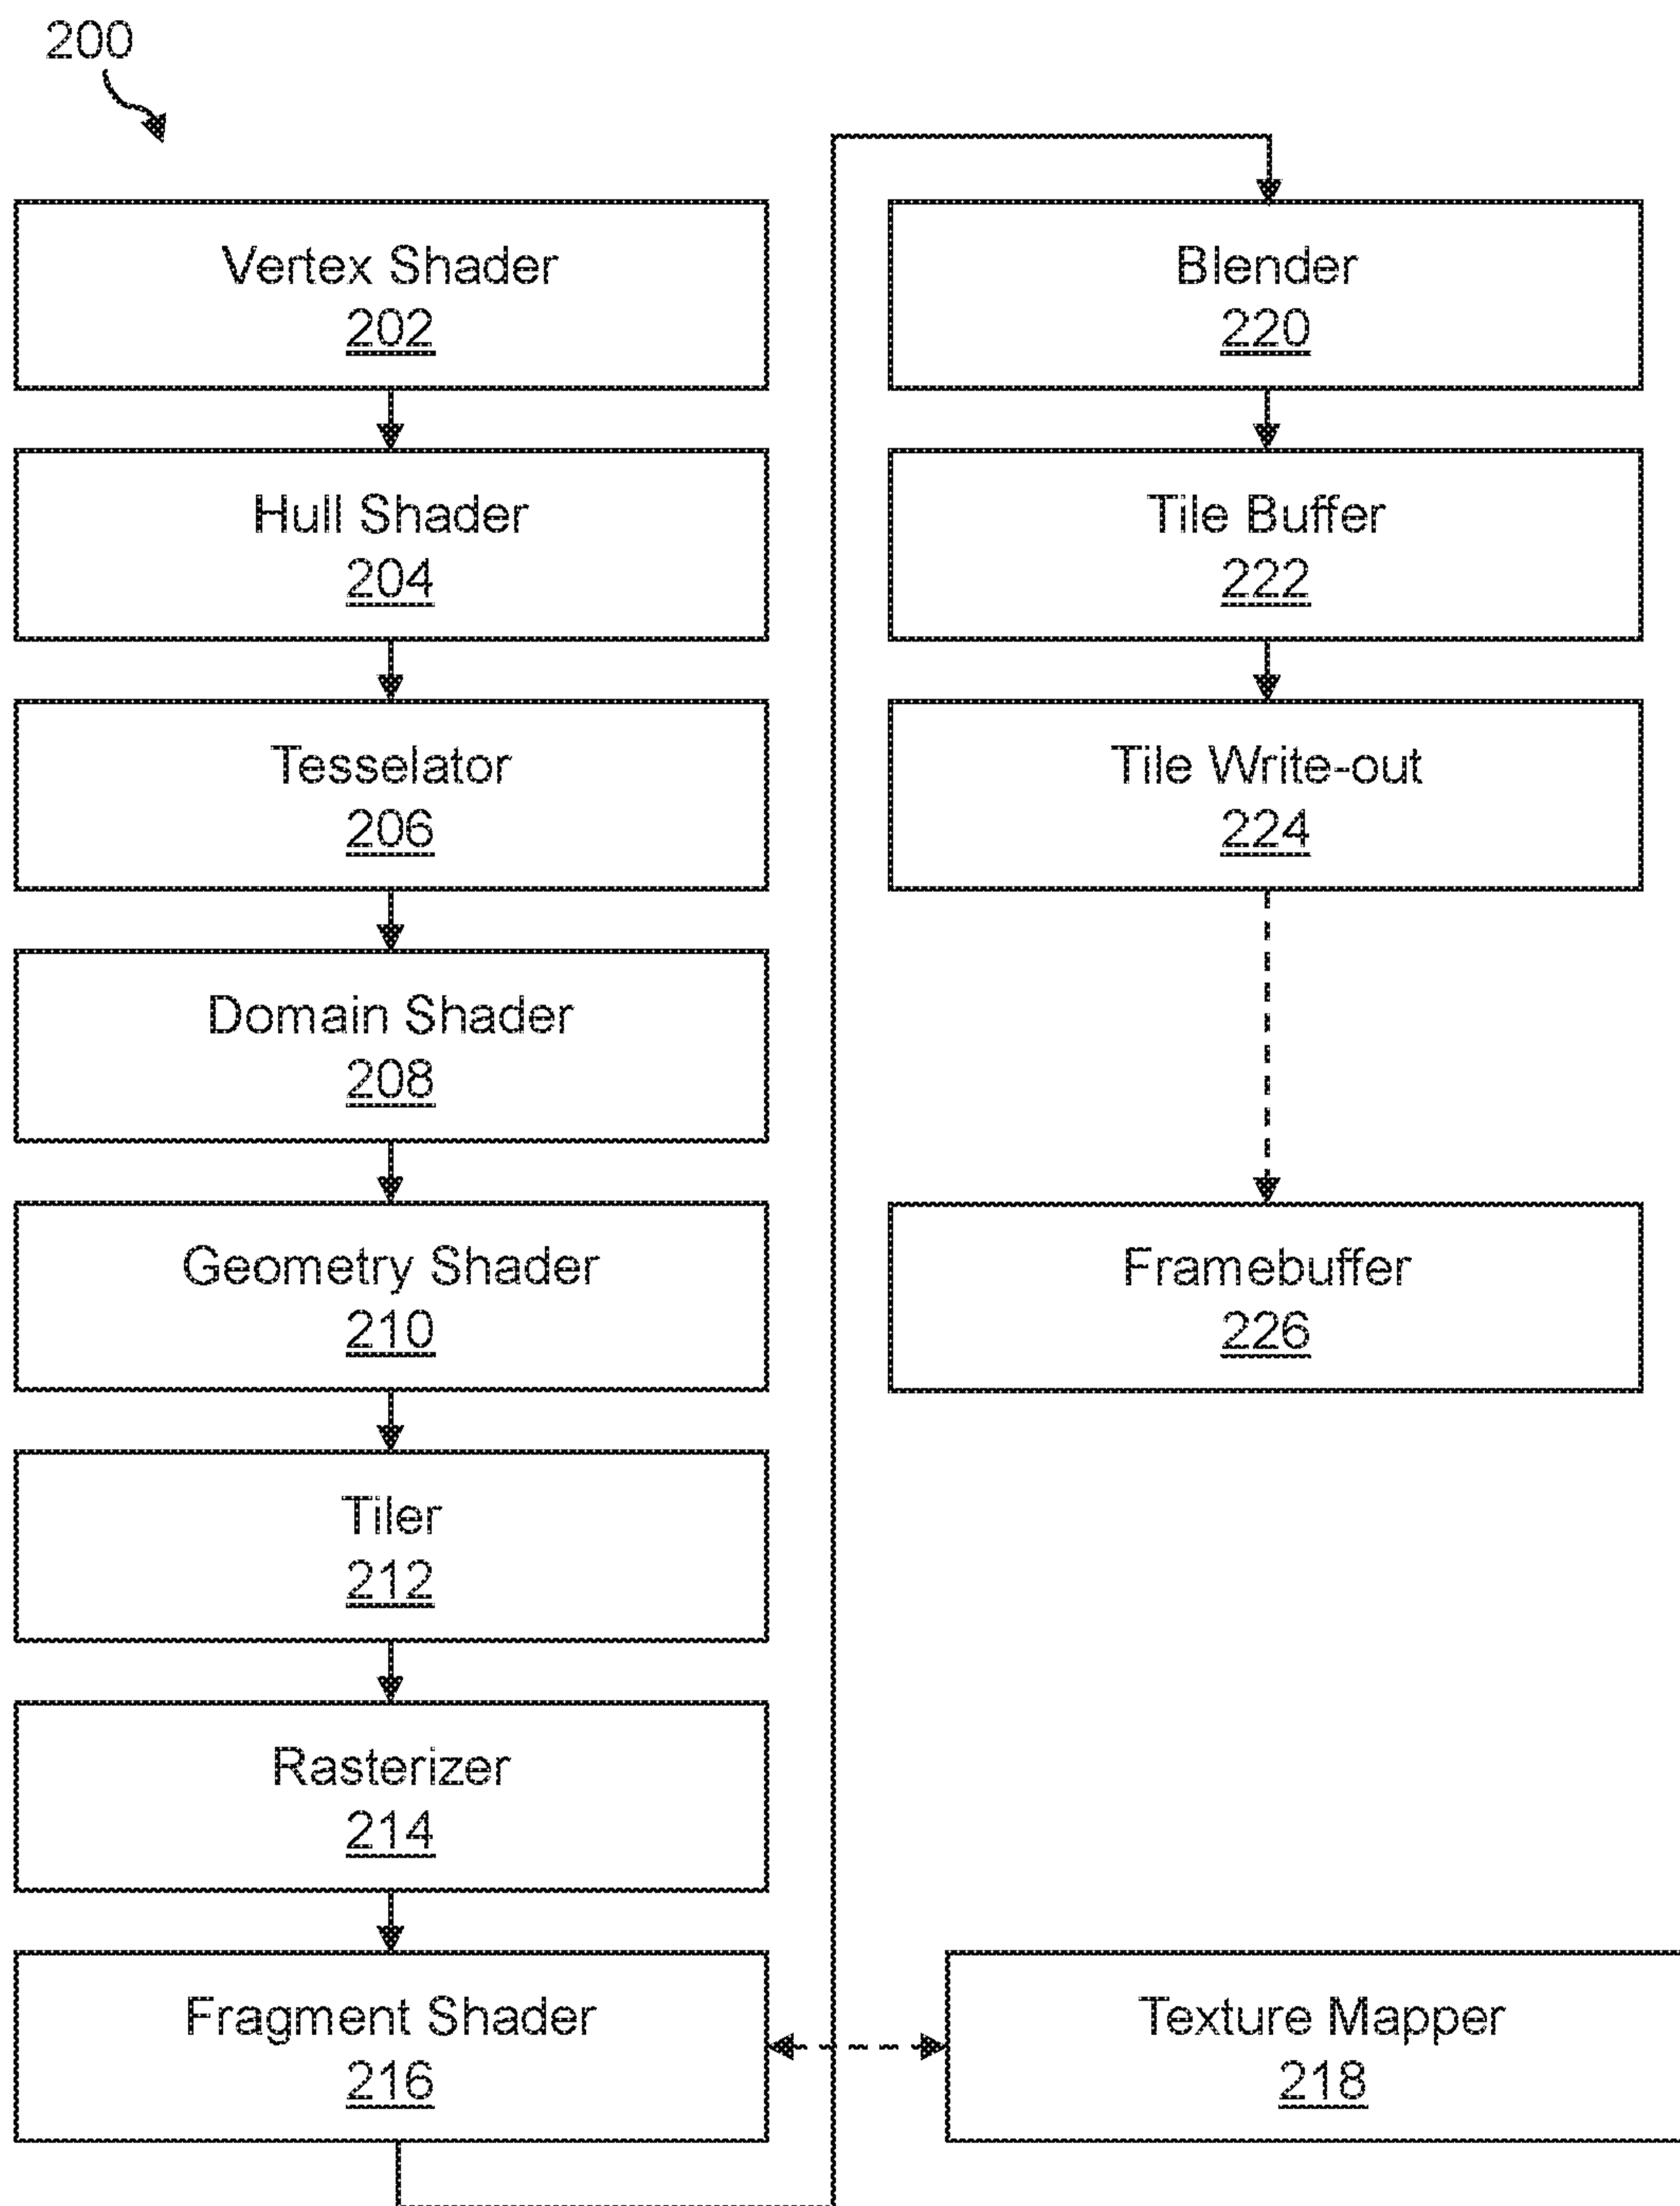 200
Vertex Shader
202
Hull Shader
204
Tesselator
206
Domain Shader
208
Geometry Shader
210
Tiler
212
Rasterizer
214
Fragment Shader
216
Blender
220
Tile Buffer
222
Tile Write-out
224
Framebuffer
226
Texture Mapper
218